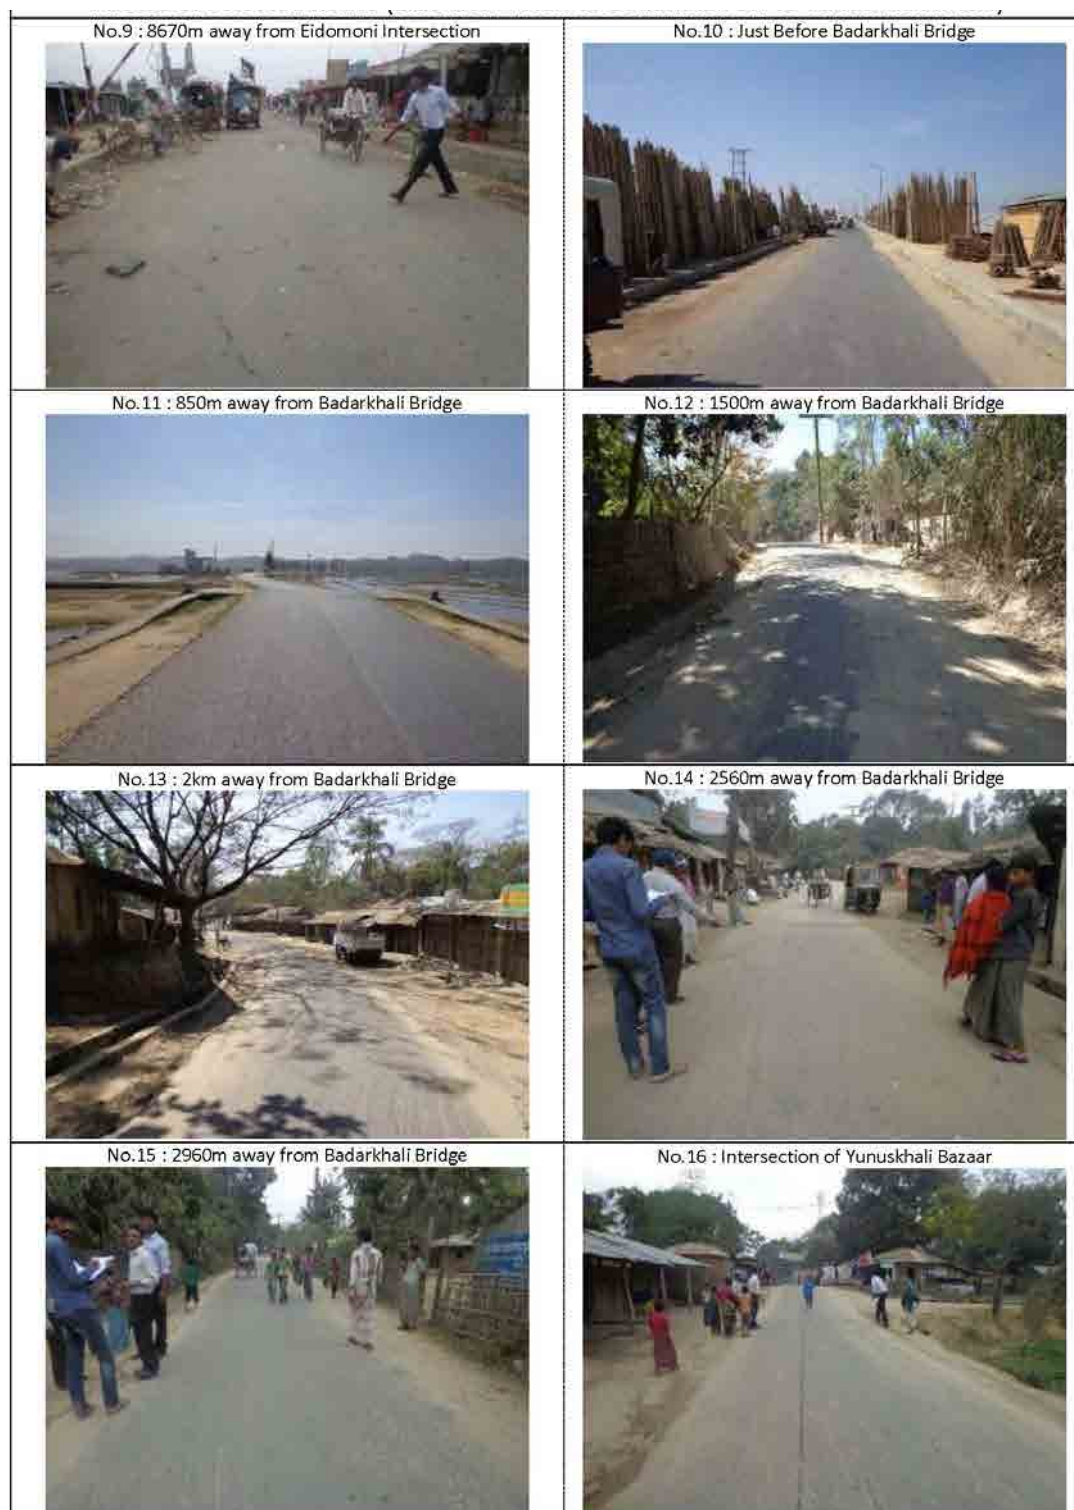 No.9 : 8670m away from Eidomoni Intersection
No.10 : Just Before Badarkhali Bridge
No.11 : 850m away from Badarkhali Bridge
No.12 : 1500m away from Badarkhali Bridge
No.13 : 2km away from Badarkhali Bridge
No.14 : 2560m away from Badarkhali Bridge
No.15 : 2960m away from Badarkhali Bridge
No.16 : Intersection of Yunuskhali Bazaar